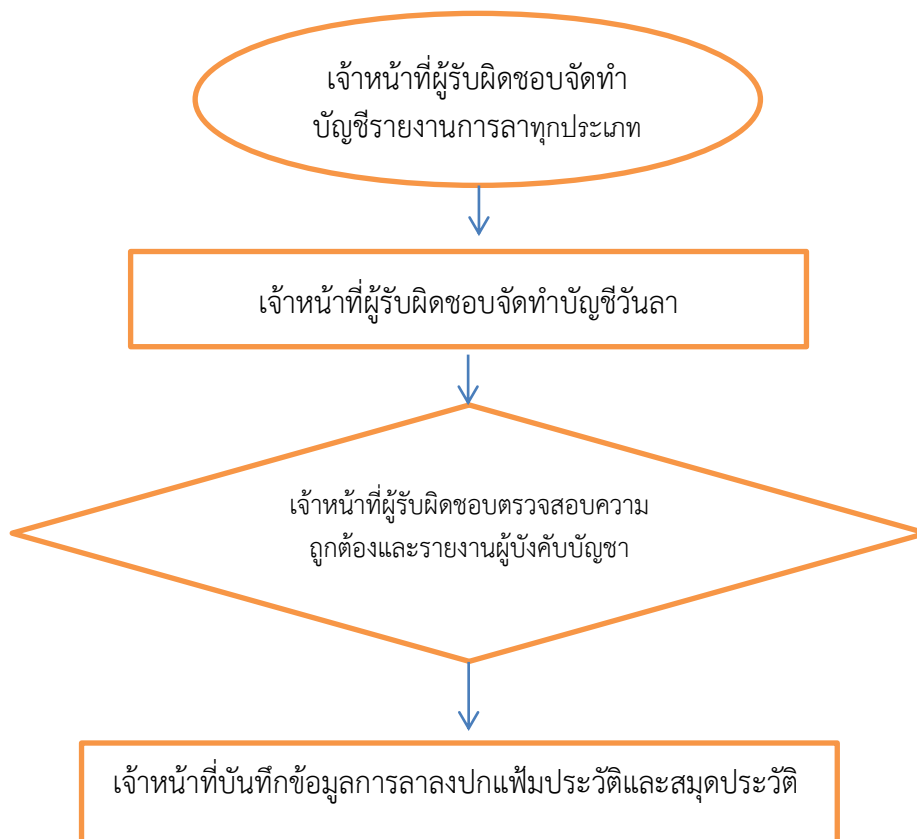 เจ้าหน้าที่ผู้รับผิดชอบจัดทำ
บัญชีรายงานการลาทุกประเภท
เจ้าหน้าที่ผู้รับผิดชอบจัดทำบัญชีวันลา
เจ้าหน้าที่ผู้รับผิดชอบตรวจสอบความ
ถูกต้องและรายงานผู้บังคับบัญชา
เจ้าหน้าที่บันทึกข้อมูลการลาลงปกแฟ้มประวัติและสมุดประวัติ